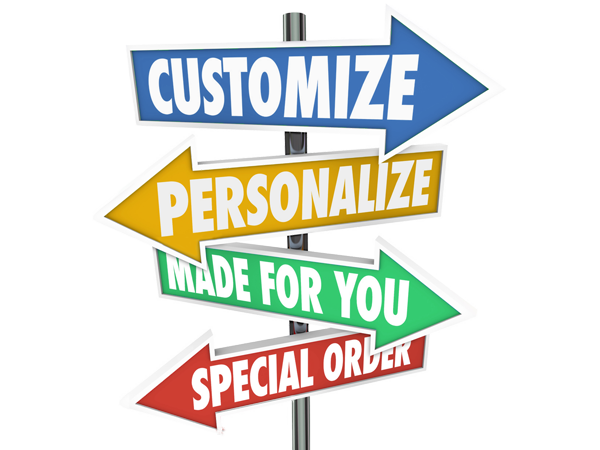 CUSTOMIZE
PERSONALIZE
MADE FOR YOU
SPECIAL ORDER